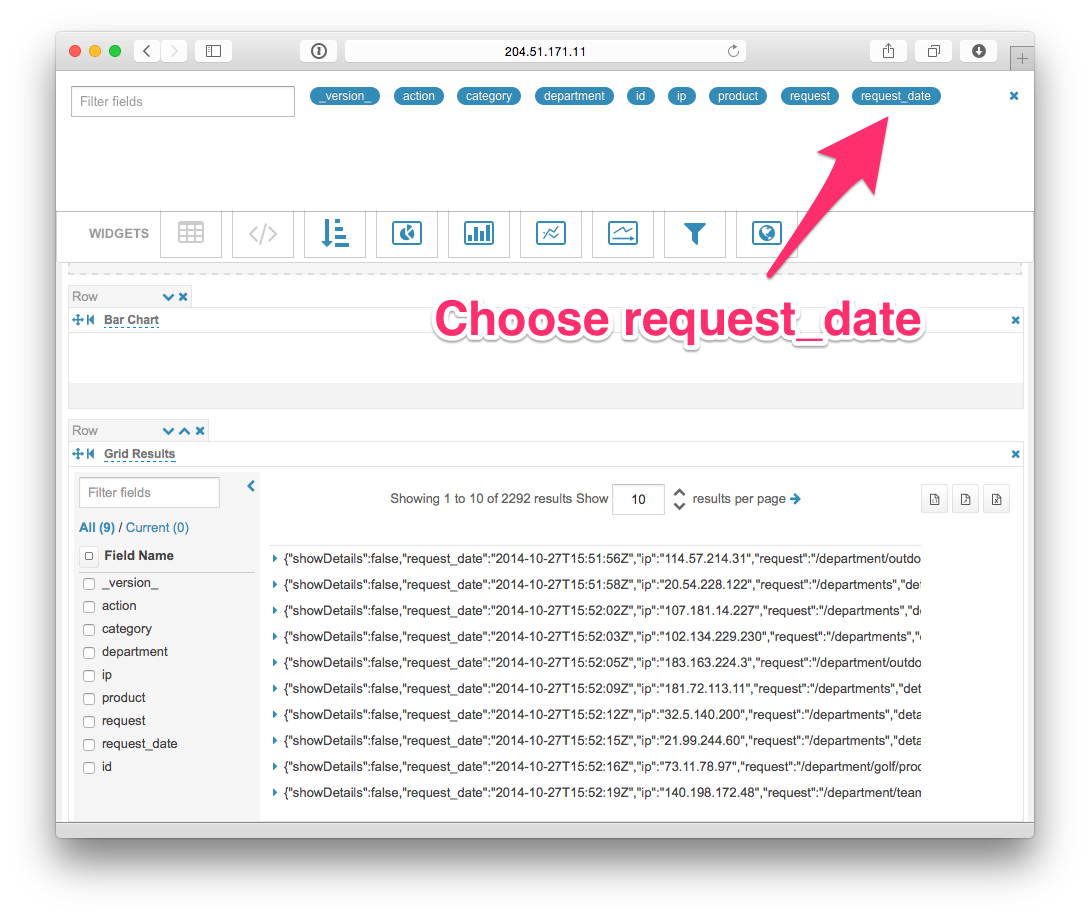 204.51.171.11
Filter fields
_version_ action category department id ip product request request_date
WIDGETS
Choose request_date
Row
Bar Chart
Row
Grid Results
Filter fields
All (9) / Current (0)
Field Name
_version_
action
category
department
ip
product
request
request_date
id
Showing 1 to 10 of 2292 results Show 10 results per page
{"showDetails":false,"request_date":"2014-10-27T15:51:56Z","ip":"114.57.214.31","request":"/department/outdo
{"showDetails":false,"request_date":"2014-10-27T15:51:58Z","ip":"20.54.228.122","request":"/departments","det
{"showDetails":false,"request_date":"2014-10-27T15:52:02Z","ip":"107.181.14.227","request":"/departments","de
{"showDetails":false,"request_date":"2014-10-27T15:52:03Z","ip":"102.134.229.230","request":"/departments","
{"showDetails":false,"request_date":"2014-10-27T15:52:05Z","ip":"183.163.224.3","request":"/department/outdo
{"showDetails":false,"request_date":"2014-10-27T15:52:09Z","ip":"181.72.113.11","request":"/departments","det
{"showDetails":false,"request_date":"2014-10-27T15:52:12Z","ip":"32.5.140.200","request":"/departments","deta
{"showDetails":false,"request_date":"2014-10-27T15:52:15Z","ip":"21.99.244.60","request":"/departments","deta
{"showDetails":false,"request_date":"2014-10-27T15:52:16Z","ip":"73.11.78.97","request":"/department/golf/proc
{"showDetails":false,"request_date":"2014-10-27T15:52:19Z","ip":"140.198.172.48","request":"/department/team